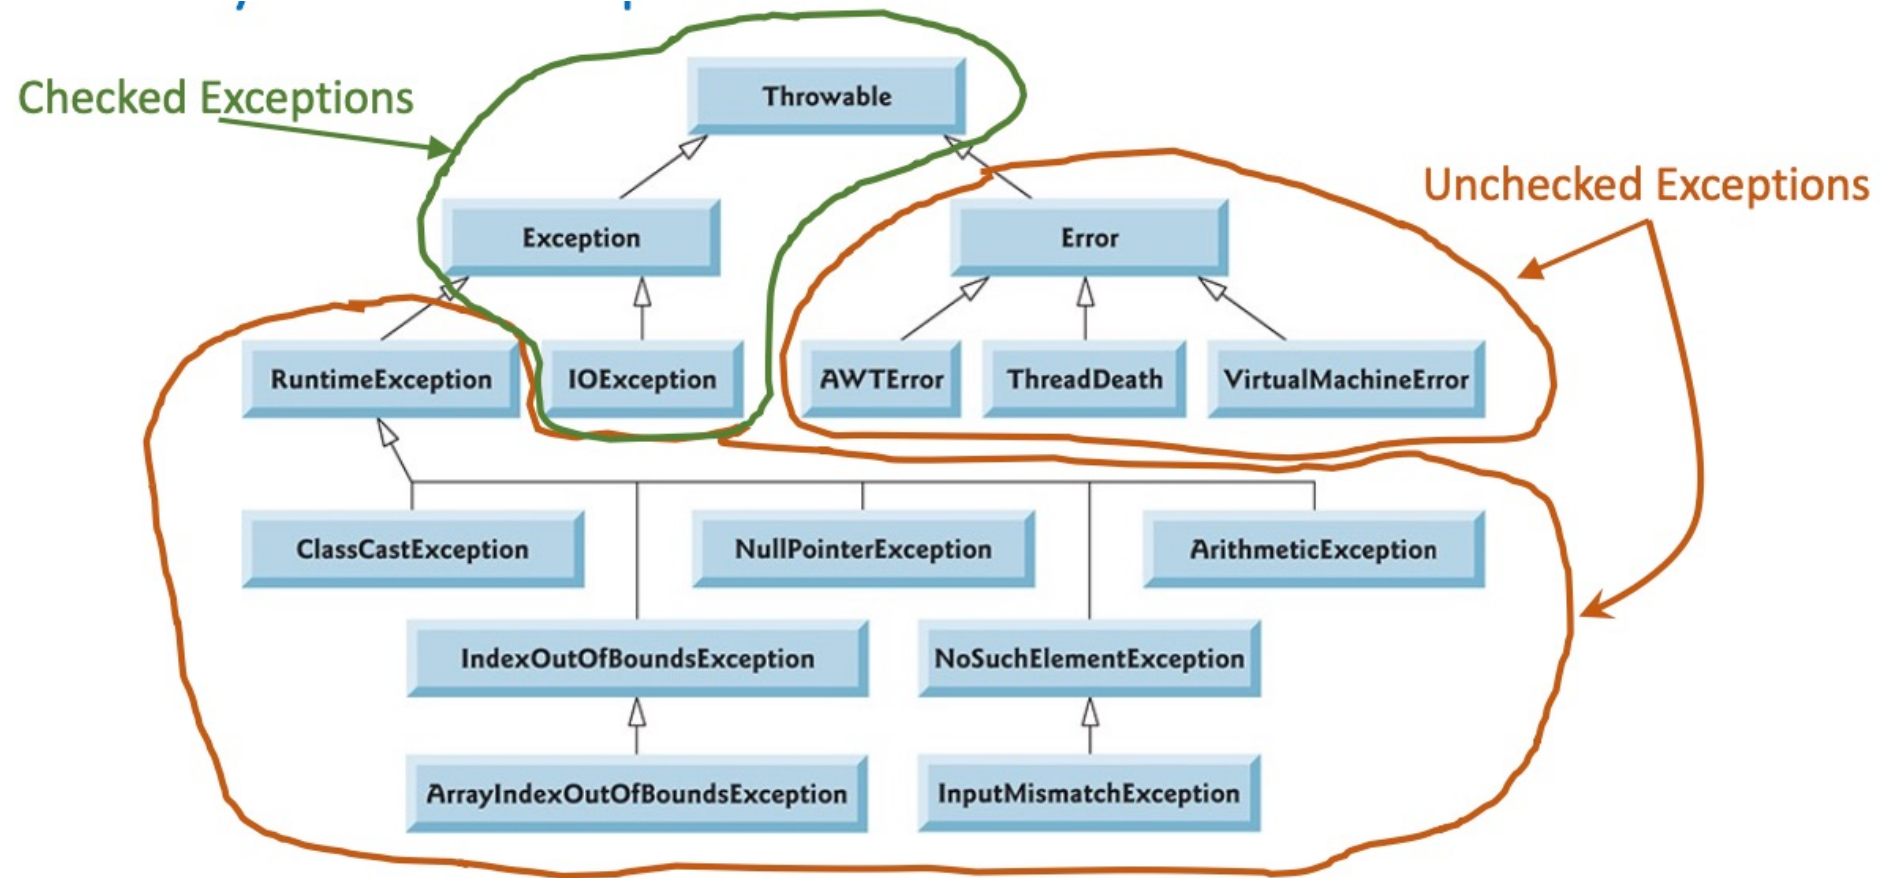 Checked Exceptions
Throwable
Unchecked Exceptions
Exception
Error
RuntimeException
IOException
AWTError
ThreadDeath
VirtualMachineError
ClassCastException
NullPointerException
ArithmeticException
IndexOutOfBoundsException
NoSuchElementException
ArrayIndexOutOfBoundsException
InputMismatchException